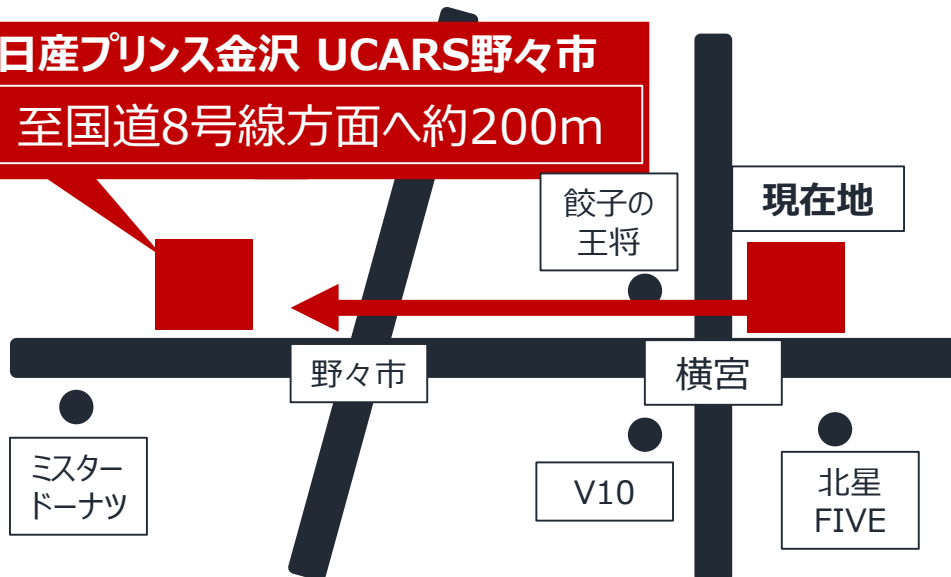 日産プリンス金沢 UCARS野々市
至国道8号線方面へ約200m
餃子の
王将
現在地
野々市
横宮
ミスター
ドーナツ
V10
北星
FIVE